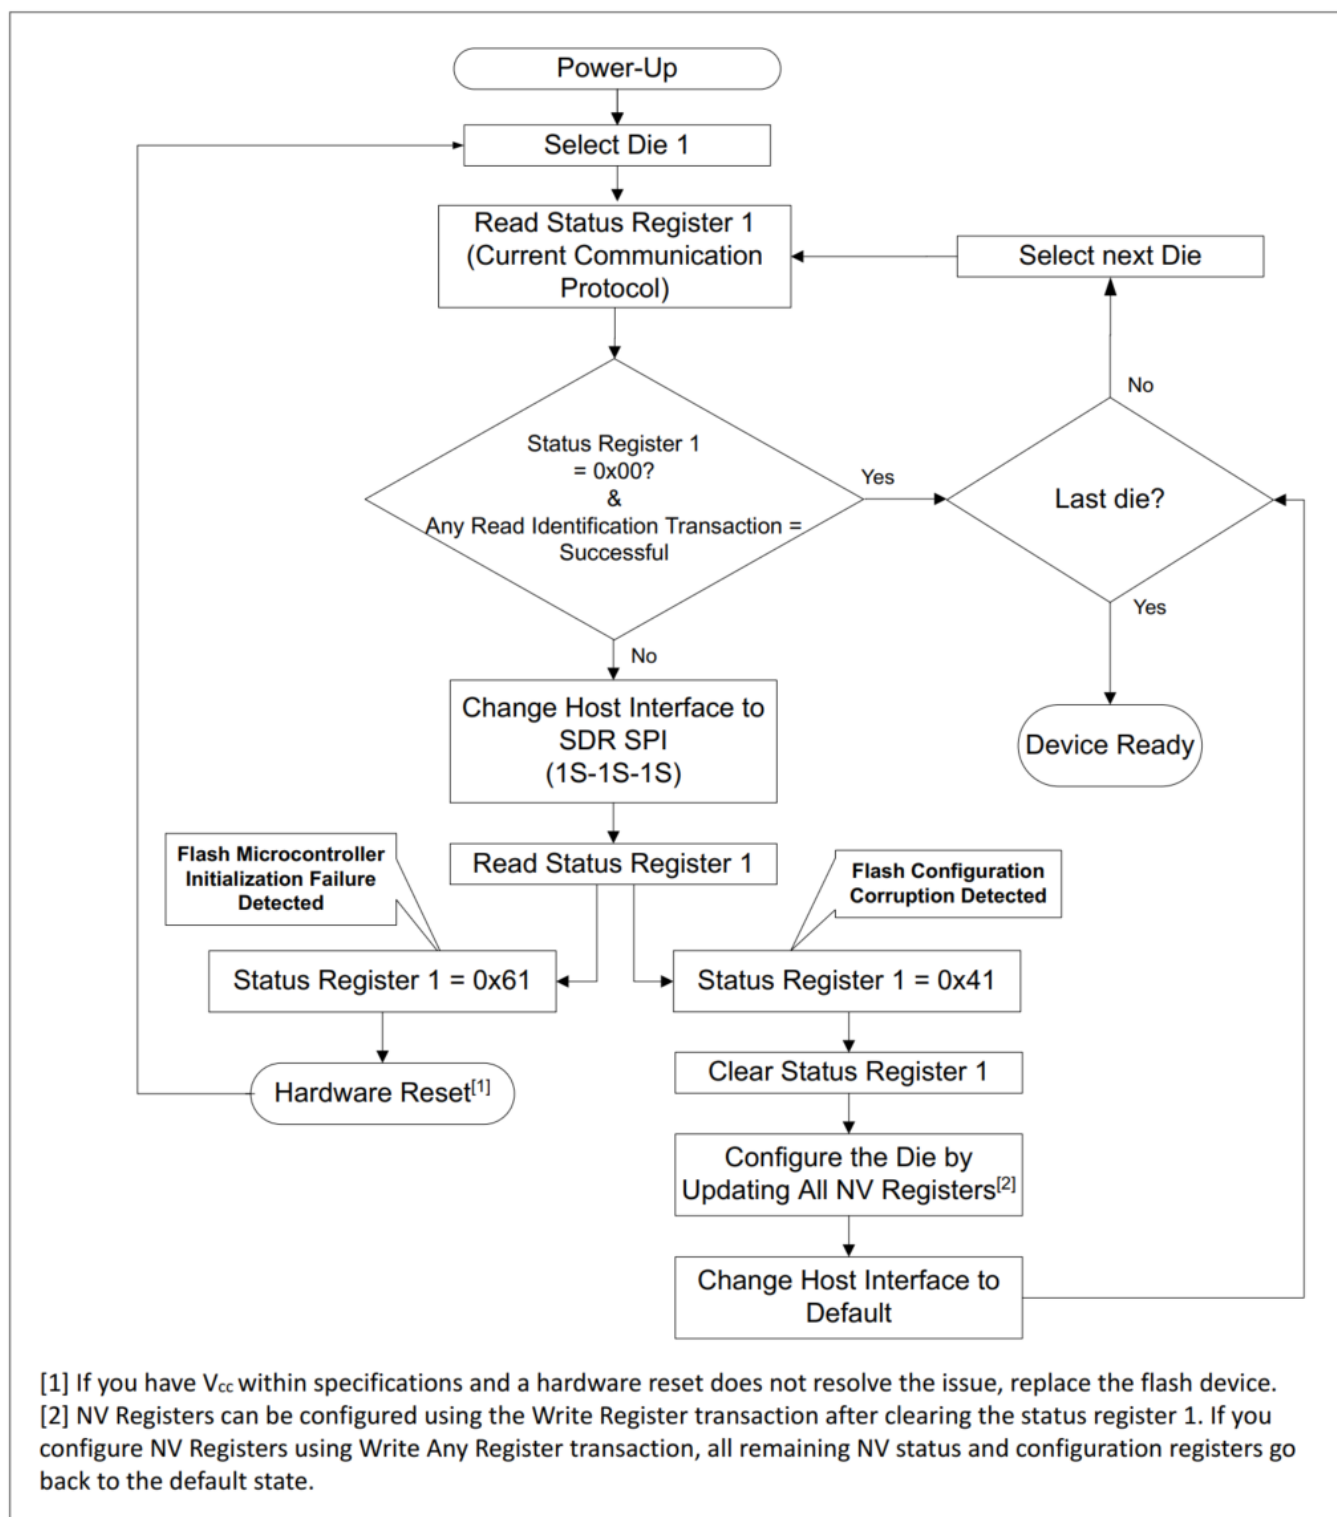 Power-Up
Select Die 1
Read Status Register 1
(Current Communication
Protocol)
Select next Die
No
Status Register 1
= 0x00?
&
Any Read Identification Transaction =
Successful
Yes
Last die?
Yes
No
Change Host Interface to
SDR SPI
(1S-1S-1S)
Device Ready
Flash Microcontroller
Initialization Failure
Detected
Read Status Register 1
Flash Configuration
Corruption Detected
Status Register 1 = 0x61
Status Register 1 = 0x41
Hardware Reset[1]
Clear Status Register 1
Configure the Die by
Updating All NV Registers[2]
Change Host Interface to
Default
[1] If you have Vcc within specifications and a hardware reset does not resolve the issue, replace the flash device.
[2] NV Registers can be configured using the Write Register transaction after clearing the status register 1. If you
configure NV Registers using Write Any Register transaction, all remaining NV status and configuration registers go
back to the default state.